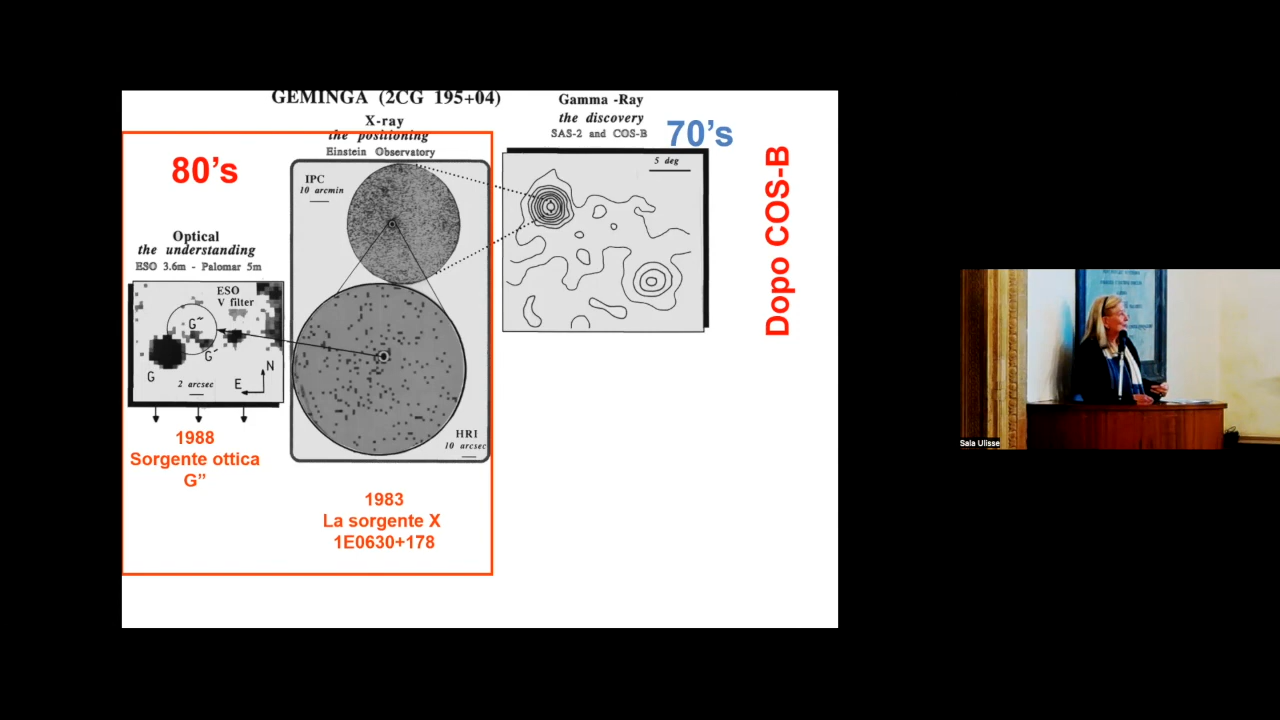 GEMINGA (2CG 195+04)
X-ray
the positioning
Einstein Observatory
Gamma -Ray
the discovery
SAS-2 and COS-B
70's
80's
Dopo COS-B
IPC
10 arcmin
5 deg
Optical
the understanding
ESO 3.6m - Palomar 5m
ESO
V filter
G"
G'
G
2 arcsec
E
N
HRI
10 arcsec
1988
Sorgente ottica
G”
1983
La sorgente X
1E0630+178
Sala Ulisse